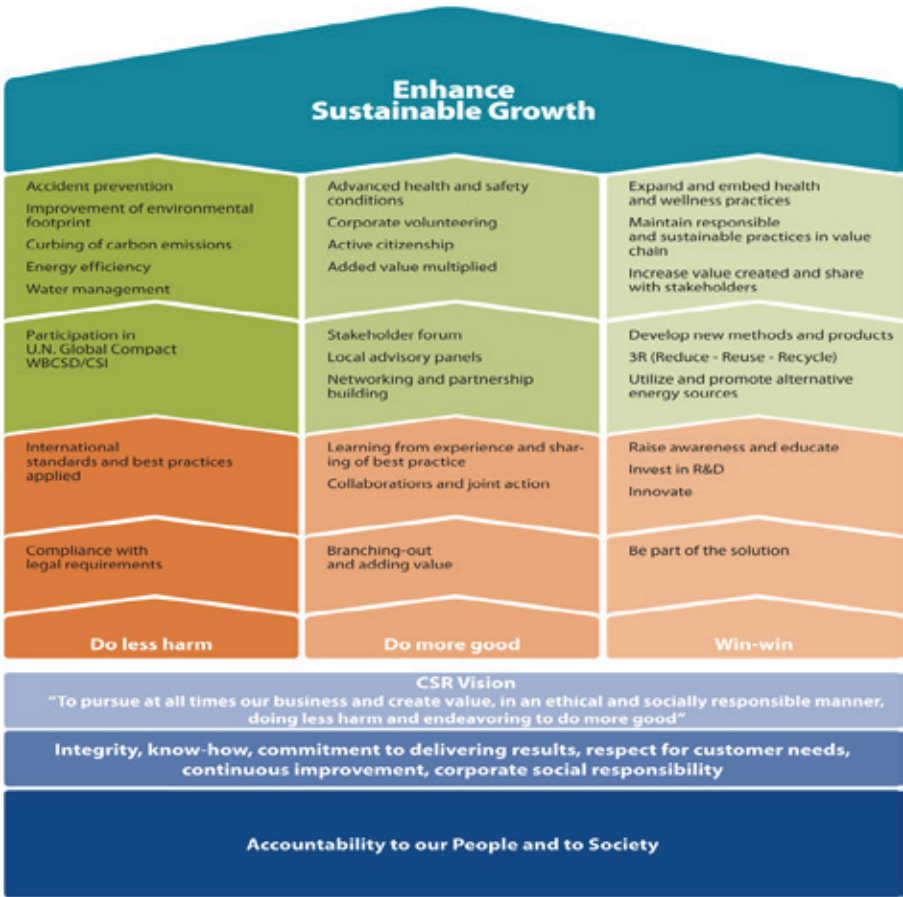 Enhance
Sustainable Growth
Accident prevention
Improvement of environmental
footprint
Curbing of carbon emissions
Energy efficiency
Water management
Advanced health and safety
conditions
Corporate volunteering
Active citizenship
Added value multiplied
Expand and embed health
and wellness practices
Maintain responsible
and sustainable practices in value
chain
Increase value created and share
with stakeholders
Participation in
U.N. Global Compact
WBCSD/CSI
Stakeholder forum
Local advisory panels
Networking and partnership
building
Develop new methods and products
3R (Reduce - Reuse - Recycle)
Utilize and promote alternative
energy sources
International
standards and best practices
applied
Learning from experience and shar-
ing of best practice
Collaborations and joint action
Raise awareness and educate
Invest in R&D
Innovate
Compliance with
legal requirements
Branching-out
and adding value
Be part of the solution
Do less harm
Do more good
Win-win
CSR Vision
"To pursue at all times our business and create value, in an ethical and socially responsible manner,
doing less harm and endeavoring to do more good"
Integrity, know-how, commitment to delivering results, respect for customer needs,
continuous improvement, corporate social responsibility
Accountability to our People and to Society